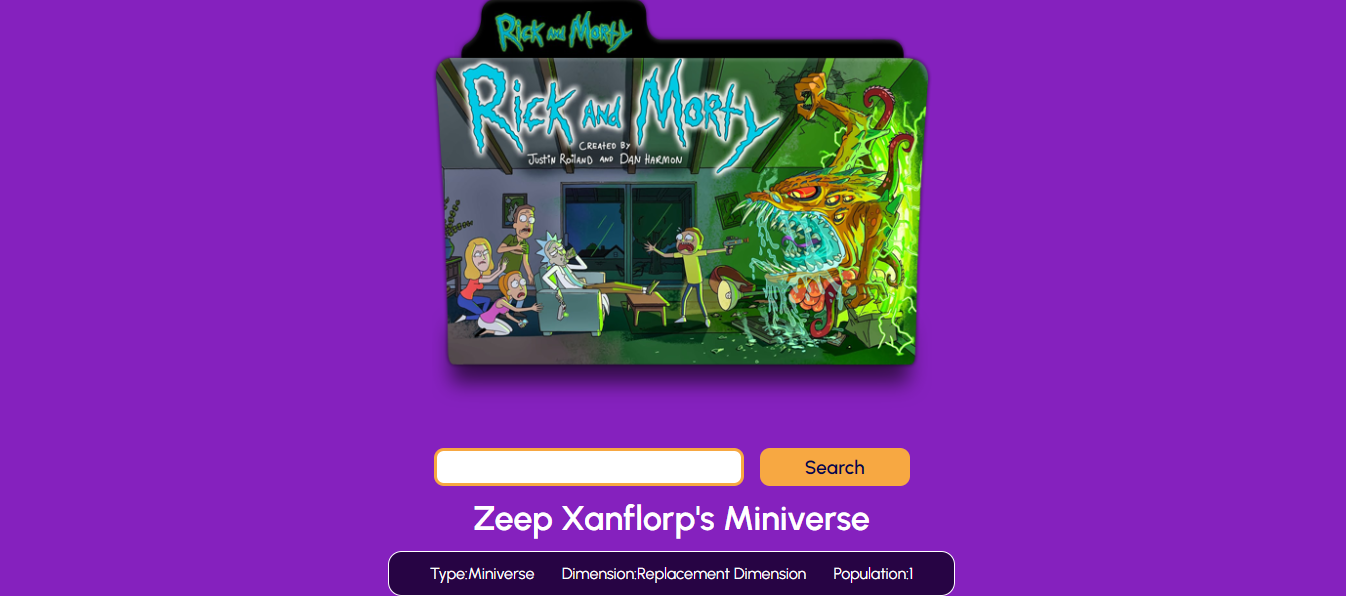 Rick and Morty
Rick and Morty
Created by
Justin Roiland and Dan Harmon
Search
Zeep Xanflorp's Miniverse
Type:Miniverse Dimension:Replacement Dimension Population:1